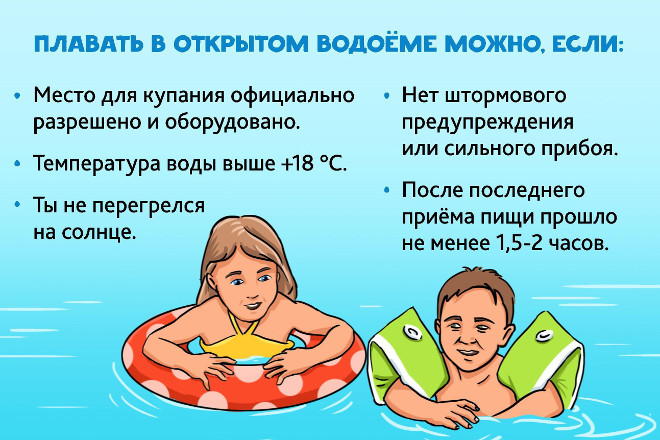 ПЛАВАТЬ В ОТКРЫТОМ ВОДОЁМЕ МОЖНО, ЕСЛИ:
• Место для купания официально
разрешено и оборудовано.
• Температура воды выше +18 °С.
• Ты не перегрелся
на солнце.
• Нет штормового
предупреждения
или сильного прибоя.
• После последнего
приёма пищи прошло
не менее 1,5-2 часов.